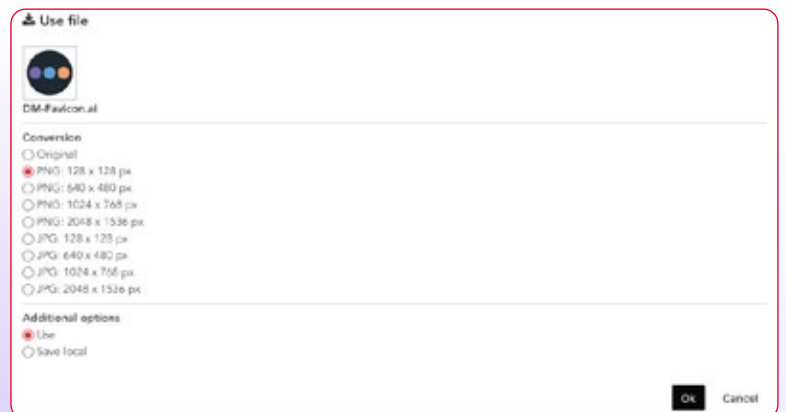 Use file
DM-Favicon.ai
Conversion
Original
PNG: 128 x 128 px
PNG: 640 x 480 px
PNG: 1024 x 768 px
PNG: 2048 x 1536 px
JPG: 128 x 128 px
JPG: 640 x 480 px
JPG: 1024 x 768 px
JPG: 2048 x 1536 px
Additional options
Use
Save local
Ok Cancel